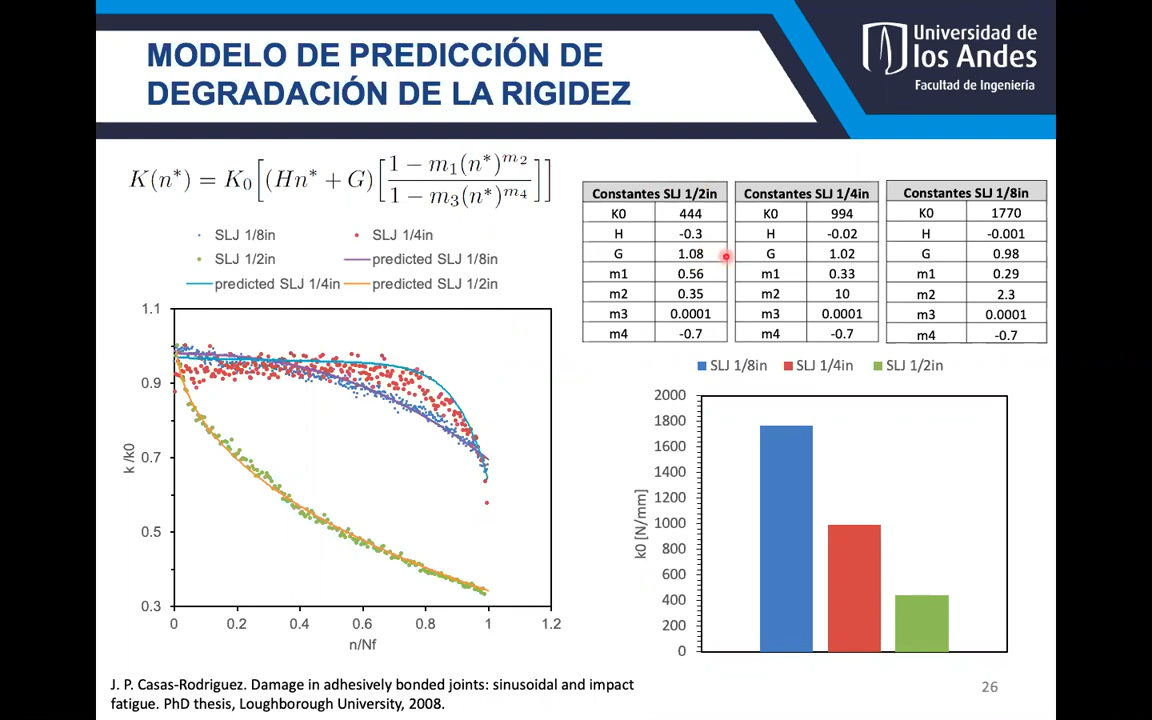 MODELO DE PREDICCIÓN DE
DEGRADACIÓN DE LA RIGIDEZ
Universidad de
los Andes
Facultad de Ingeniería
K(n*) = K₀[(Hn* + G)[(1 − m₁(n*)^m₂)/(1 − m₃(n*)^m₄)]]
SLJ 1/8in SLJ 1/4in
SLJ 1/2in predicted SLJ 1/8in
predicted SLJ 1/4in predicted SLJ 1/2in
1.1
0.9
0.7
0.5
0.3
k /k0
0 0.2 0.4 0.6 0.8 1 1.2
n/Nf
Constantes SLJ 1/2in
K0 444
H -0.3
G 1.08
m1 0.56
m2 0.35
m3 0.0001
m4 -0.7
Constantes SLJ 1/4in
K0 994
H -0.02
G 1.02
m1 0.33
m2 10
m3 0.0001
m4 -0.7
Constantes SLJ 1/8in
K0 1770
H -0.001
G 0.98
m1 0.29
m2 2.3
m3 0.0001
m4 -0.7
SLJ 1/8in SLJ 1/4in SLJ 1/2in
2000
1800
1600
1400
1200
1000
800
600
400
200
0
k0 [N/mm]
J. P. Casas-Rodriguez. Damage in adhesively bonded joints: sinusoidal and impact
fatigue. PhD thesis, Loughborough University, 2008.
26